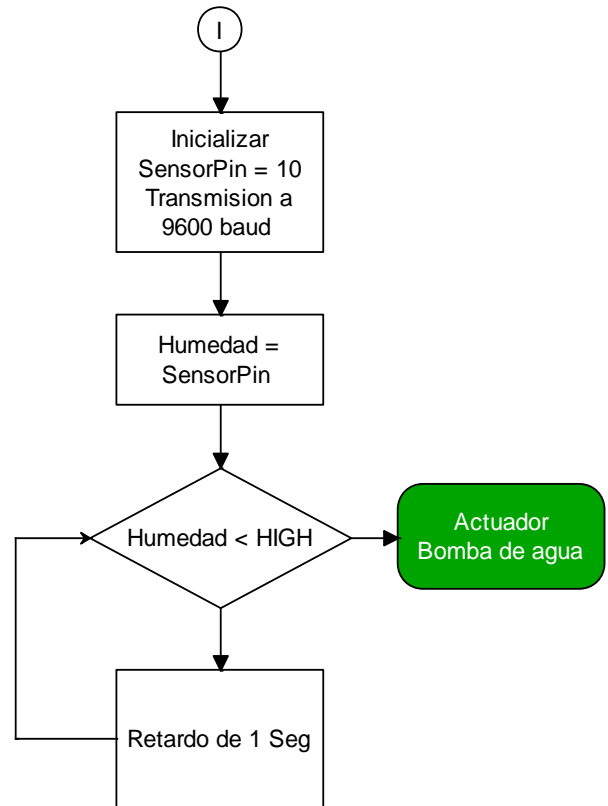 I
Inicializar
SensorPin = 10
Transmision a
9600 baud
Humedad =
SensorPin
Humedad < HIGH
Actuador
Bomba de agua
Retardo de 1 Seg